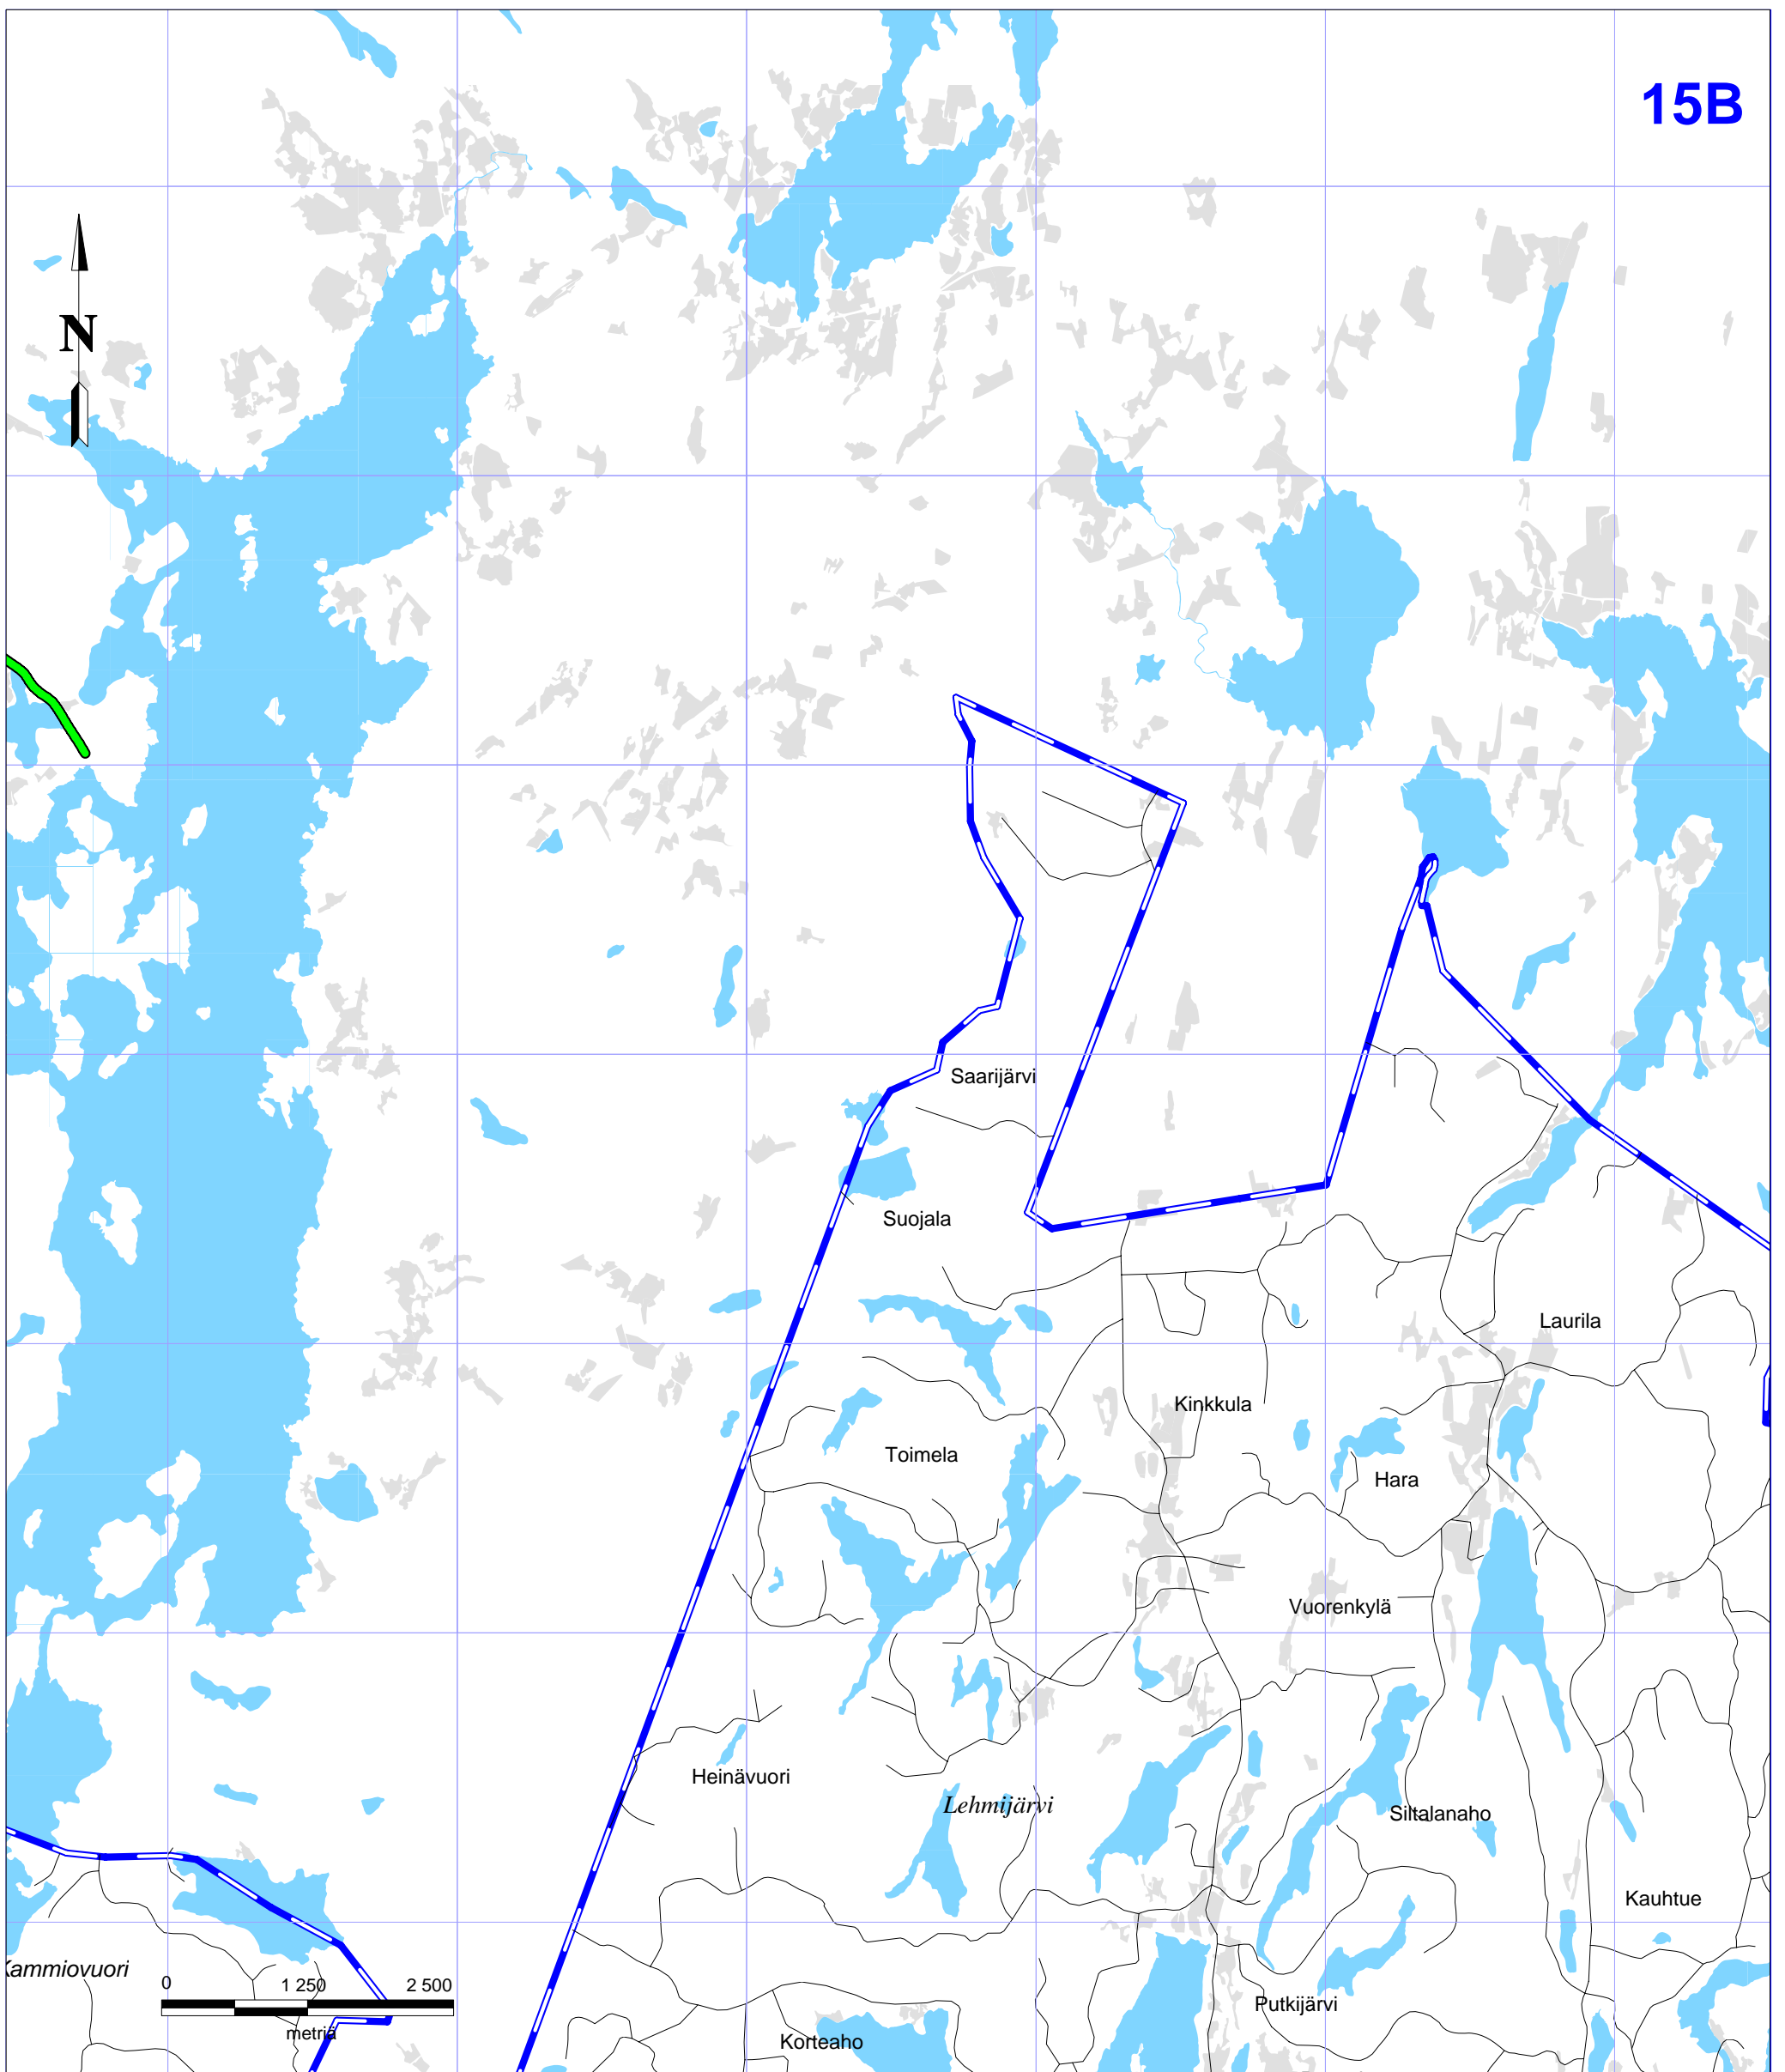 15B
N
Saarijärvi
Suojala
Laurila
Kinkkula
Toimela
Hara
Vuorenkylä
Heinävuori
Lehmijärvi
Siltalanaho
Kauhtue
Kammiovuori
0 1 250 2 500
metriä
Putkijärvi
Korteaho